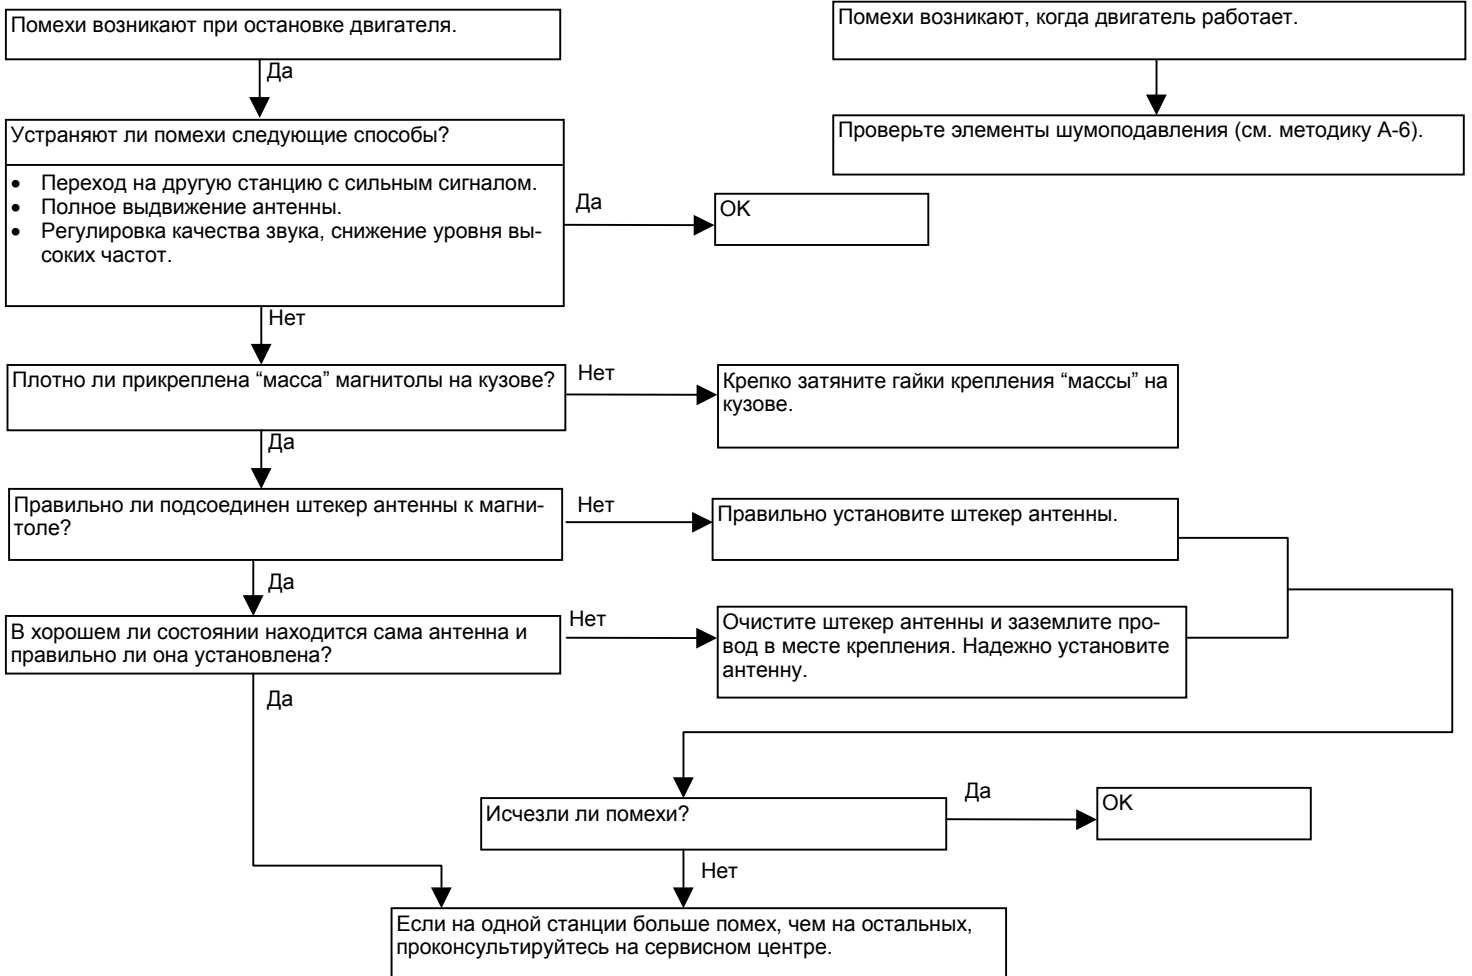 Помехи возникают при остановке двигателя.
Помехи возникают, когда двигатель работает.
Да
Устраняют ли помехи следующие способы?
Проверьте элементы шумоподавления (см. методику А-6).
• Переход на другую станцию с сильным сигналом.
• Полное выдвижение антенны.
• Регулировка качества звука, снижение уровня вы-
соких частот.
Да
OK
Нет
Плотно ли прикреплена “масса” магнитолы на кузове?
Нет
Крепко затяните гайки крепления “массы” на
кузове.
Да
Правильно ли подсоединен штекер антенны к магни-
толе?
Нет
Правильно установите штекер антенны.
Да
В хорошем ли состоянии находится сама антенна и
правильно ли она установлена?
Нет
Очистите штекер антенны и заземлите про-
вод в месте крепления. Надежно установите
антенну.
Да
Исчезли ли помехи?
Да
OK
Нет
Если на одной станции больше помех, чем на остальных,
проконсультируйтесь на сервисном центре.